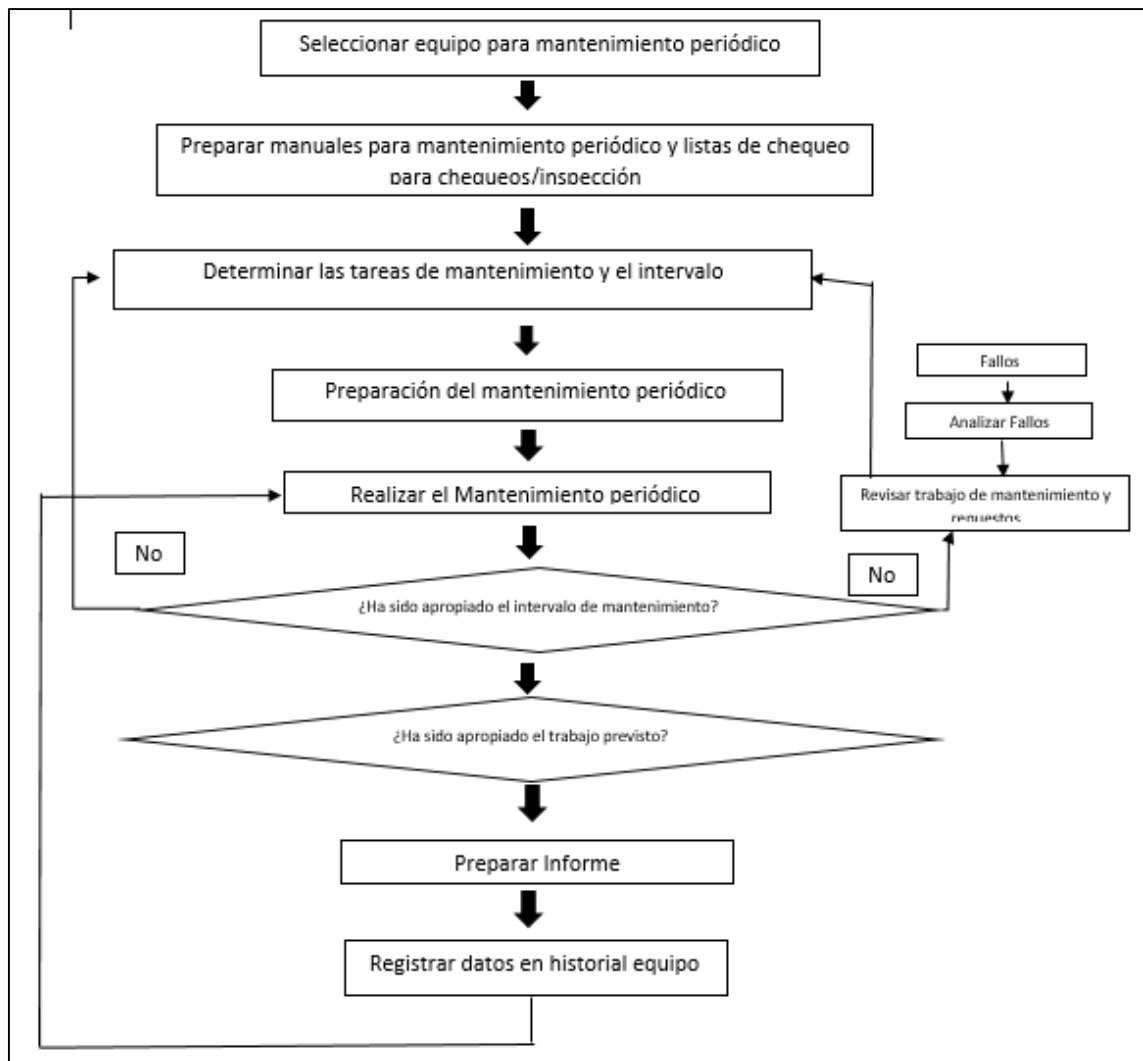 Seleccionar equipo para mantenimiento periódico
Preparar manuales para mantenimiento periódico y listas de chequeo
para chequeos/inspección
Determinar las tareas de mantenimiento y el intervalo
Preparación del mantenimiento periódico
Fallos
Analizar Fallos
Revisar trabajo de mantenimiento y
repuestos
Realizar el Mantenimiento periódico
No
No
¿Ha sido apropiado el intervalo de mantenimiento?
¿Ha sido apropiado el trabajo previsto?
Preparar Informe
Registrar datos en historial equipo